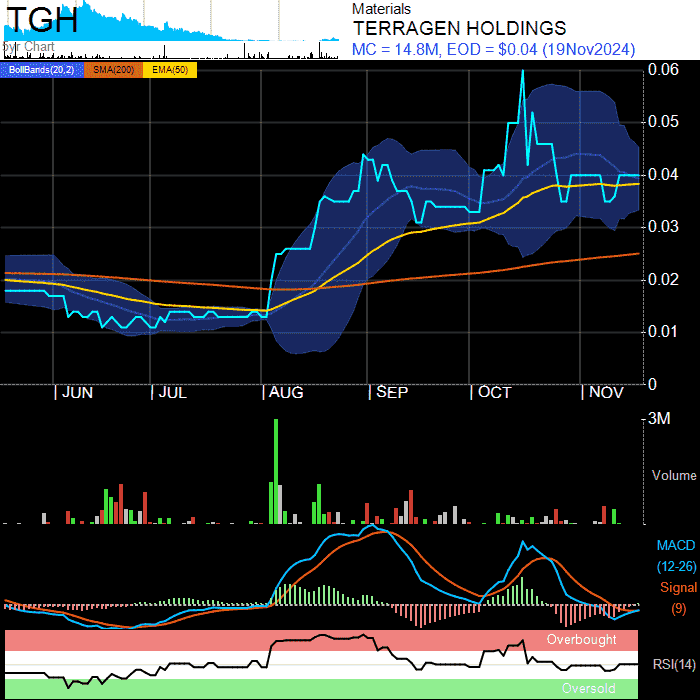 TGH
5yr Chart
Materials
TERRAGEN HOLDINGS
MC = 14.8M, EOD = $0.04 (19Nov2024)
BollBands(20,2) SMA(200) EMA(50)
0.06
0.05
0.04
0.03
0.02
0.01
0
JUN JUL AUG SEP OCT NOV
3M
Volume
MACD
(12-26)
Signal
(9)
Overbought
RSI(14)
Oversold